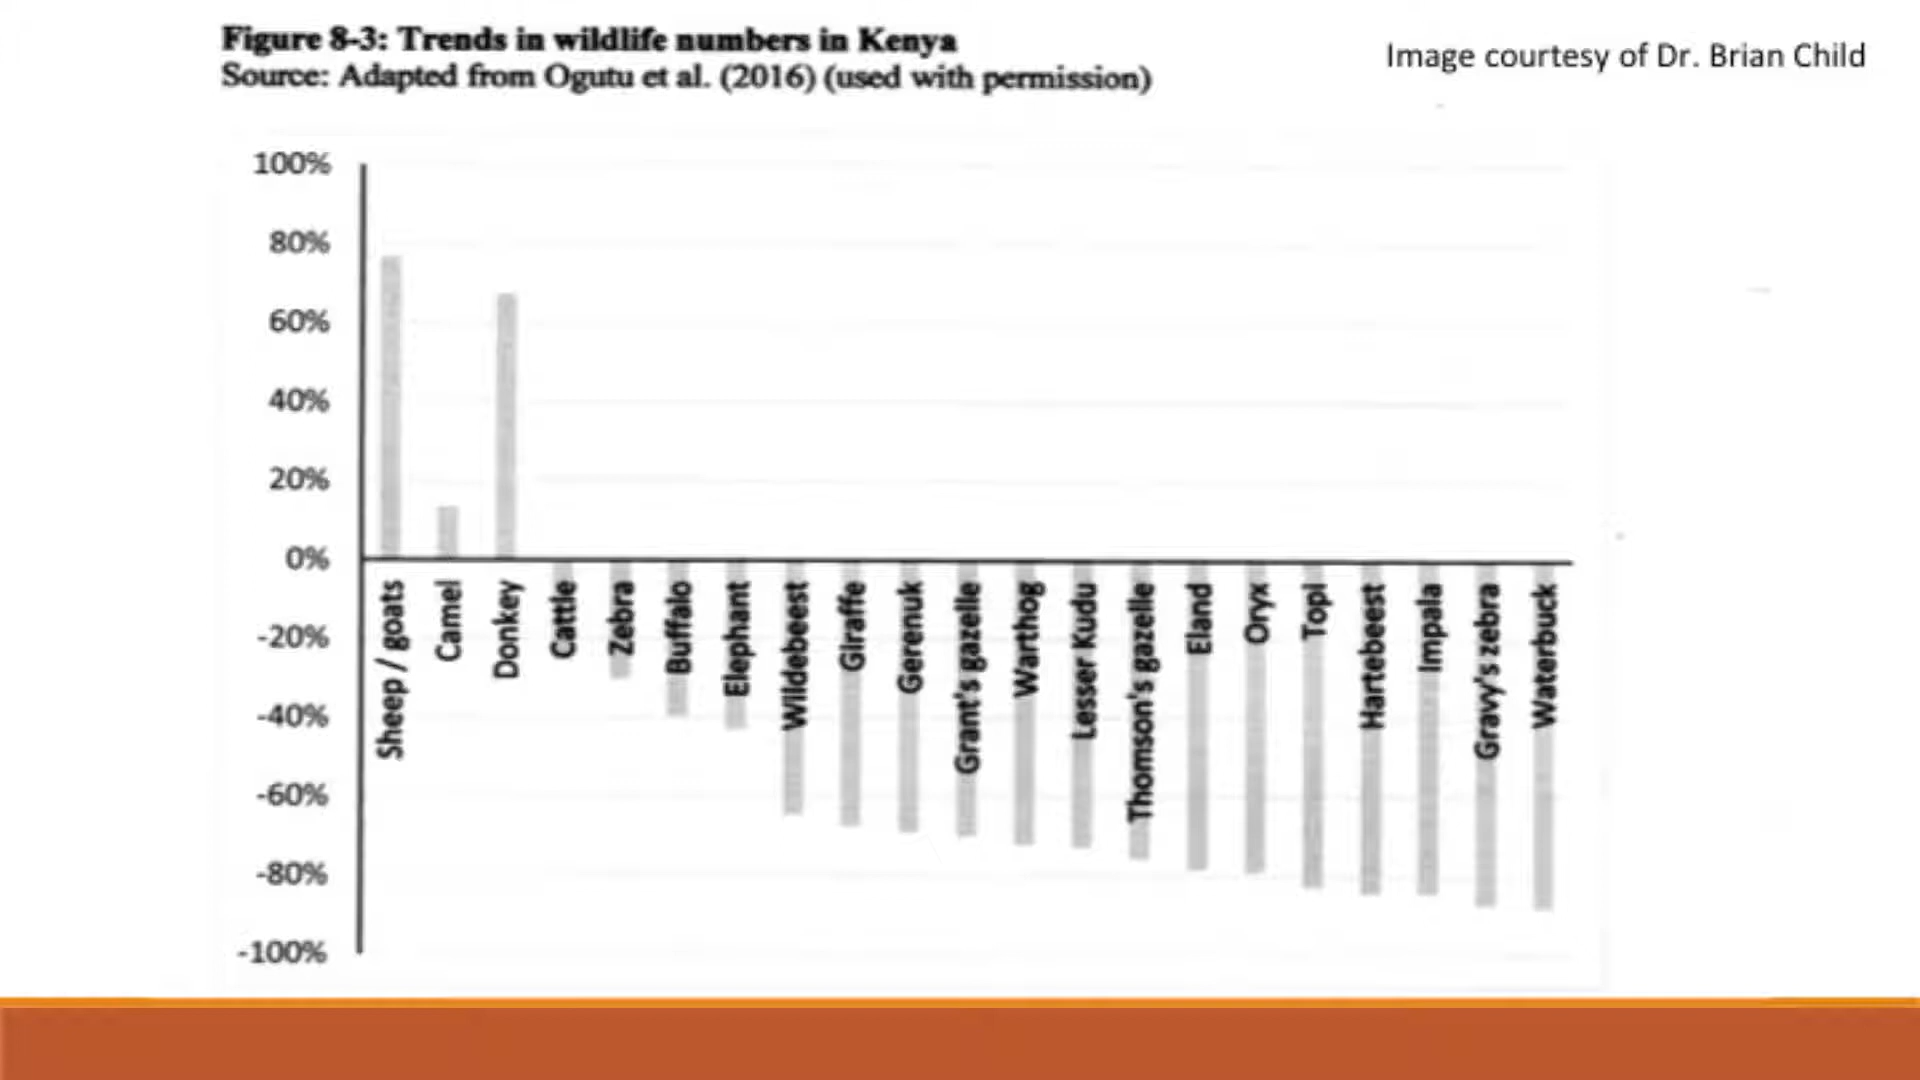 Figure 8-3: Trends in wildlife numbers in Kenya
Source: Adapted from Ogutu et al. (2016) (used with permission)
Image courtesy of Dr. Brian Child
100%
80%
60%
40%
20%
0%
-20%
-40%
-60%
-80%
-100%
Sheep / goats
Camel
Donkey
Cattle
Zebra
Buffalo
Elephant
Wildebeest
Giraffe
Gerenuk
Grant's gazelle
Warthog
Lesser Kudu
Thomson's gazelle
Eland
Oryx
Topi
Hartebeest
Impala
Gravy's zebra
Waterbuck